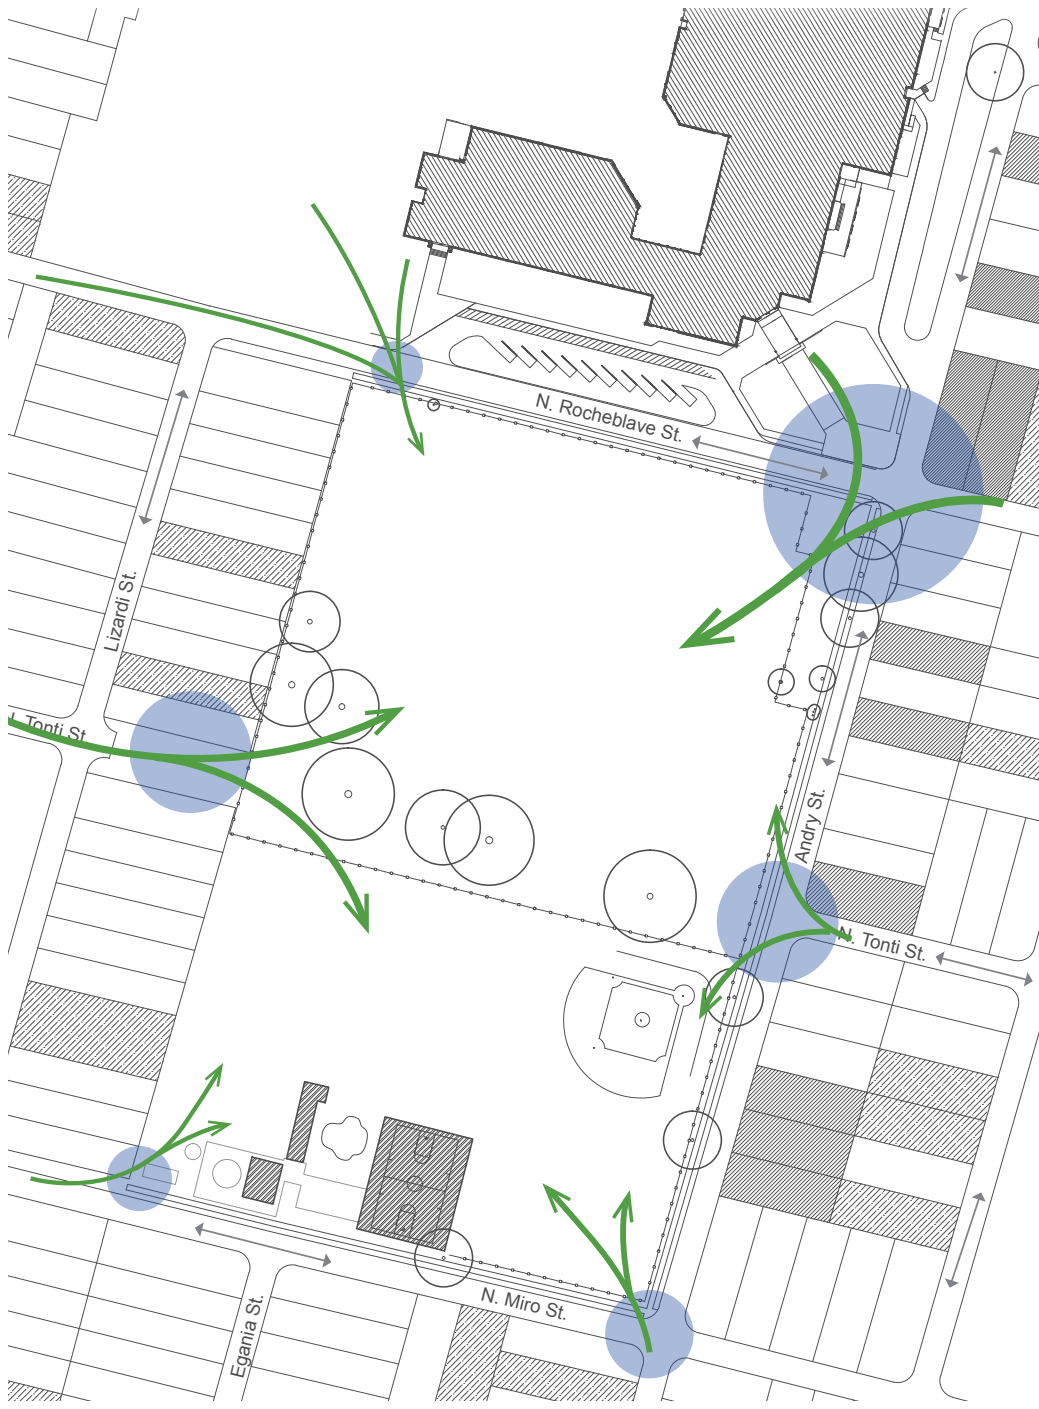 N. Rocheblave St.
Lizardi St.
N. Tonti St.
Andry St.
N. Tonti St.
N. Miro St.
Egania St.